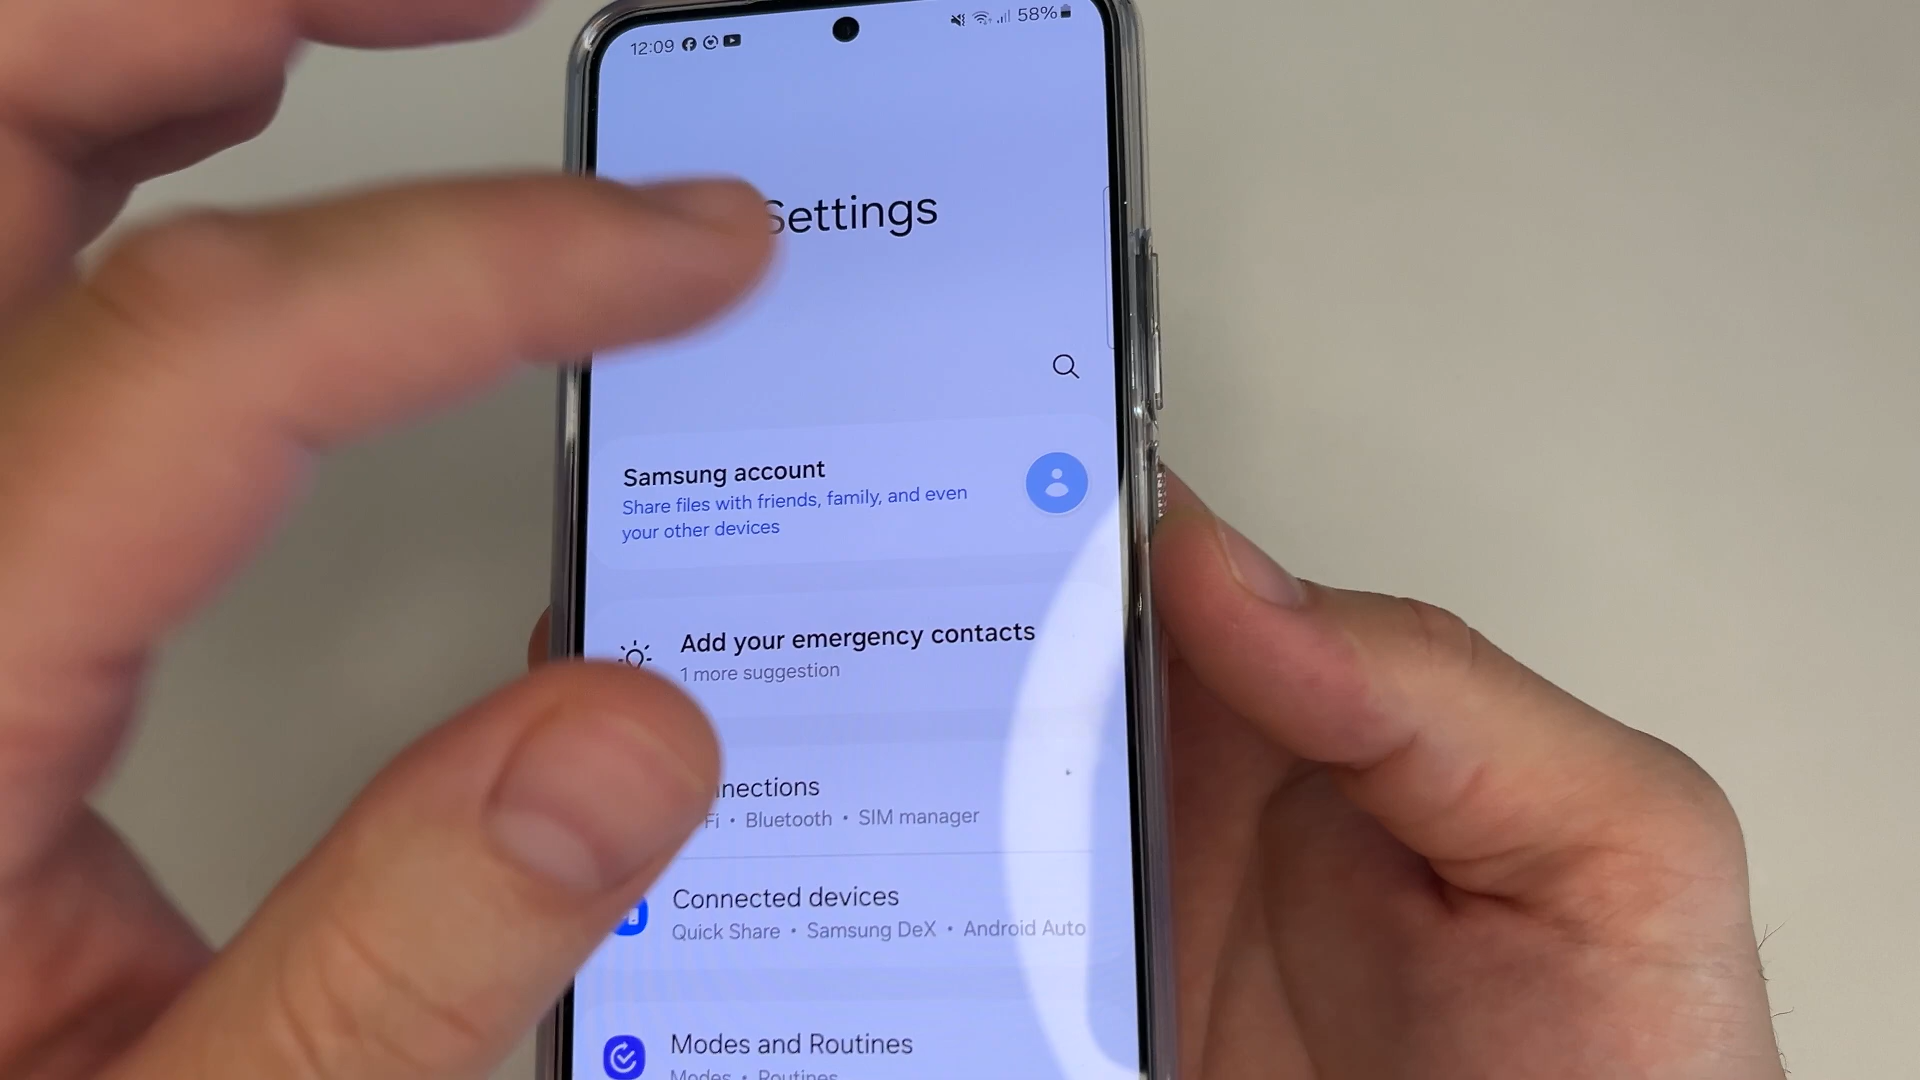 12:09
58%
Settings
Samsung account
Share files with friends, family, and even
your other devices
Add your emergency contacts
1 more suggestion
nnections
Fi • Bluetooth • SIM manager
Connected devices
Quick Share • Samsung DeX • Android Auto
Modes and Routines
Modes • Routines